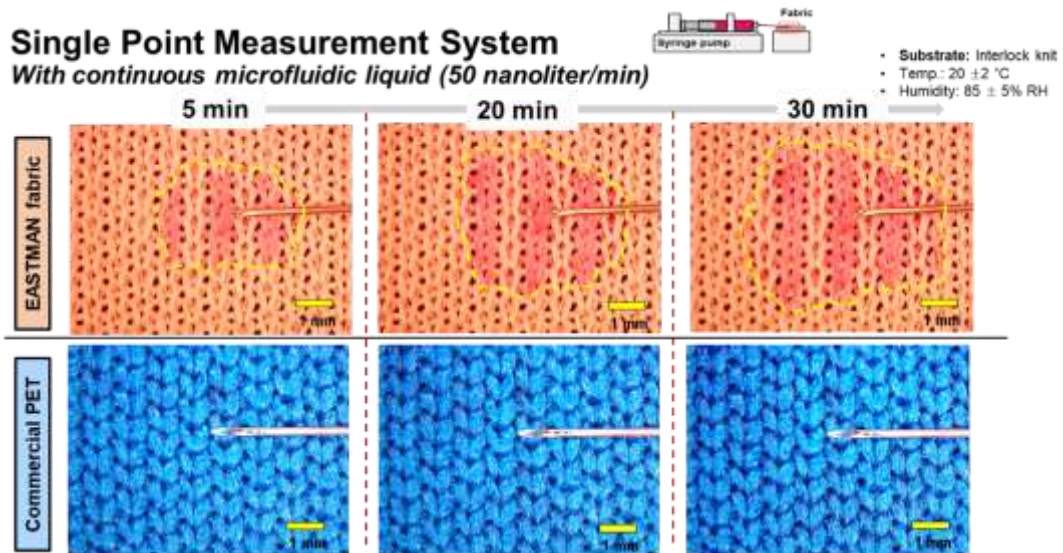 Single Point Measurement System
With continuous microfluidic liquid (50 nanoliter/min)
Syringe pump
Fabric
• Substrate: Interlock knit
• Temp.: 20 ±2 °C
• Humidity: 85 ± 5% RH
5 min
20 min
30 min
EASTMAN fabric
1 mm
1 mm
1 mm
Commercial PET
1 mm
1 mm
1 mm